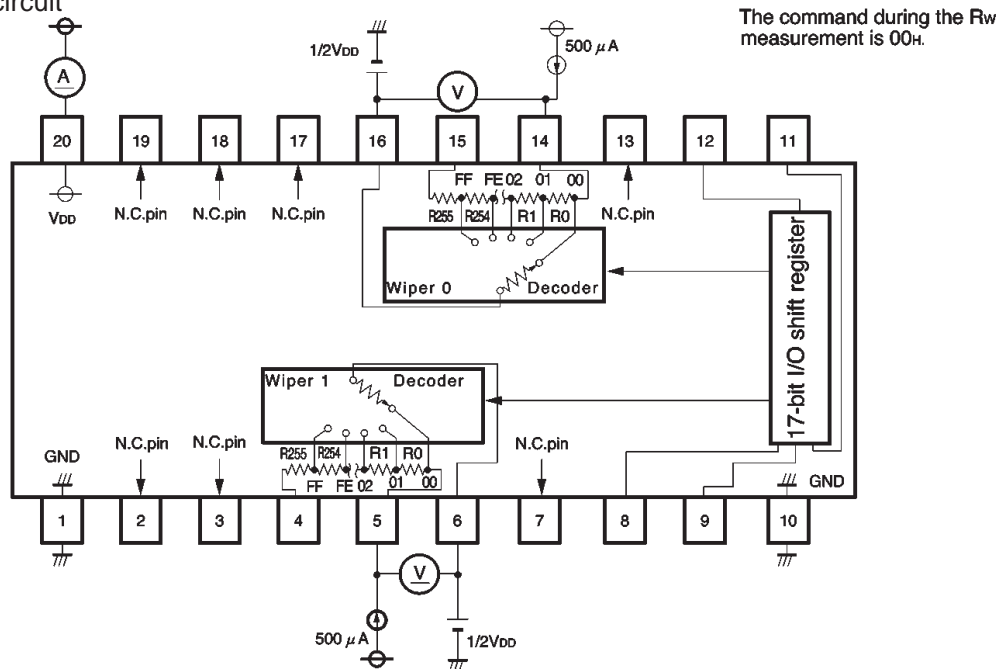 circuit
The command during the RW
measurement is 00H.
1/2VDD
500 μA
A
V
20
19
18
17
16
15
14
13
12
11
VDD
N.C.pin
N.C.pin
N.C.pin
FF FE 02 01 00
R255 R254 R1 R0
N.C.pin
Wiper 0 Decoder
17-bit I/O shift register
Wiper 1 Decoder
R255 R254 R1 R0
FF FE 02 01 00
GND
N.C.pin
N.C.pin
N.C.pin
GND
1
2
3
4
5
6
7
8
9
10
V
500 μA
1/2VDD